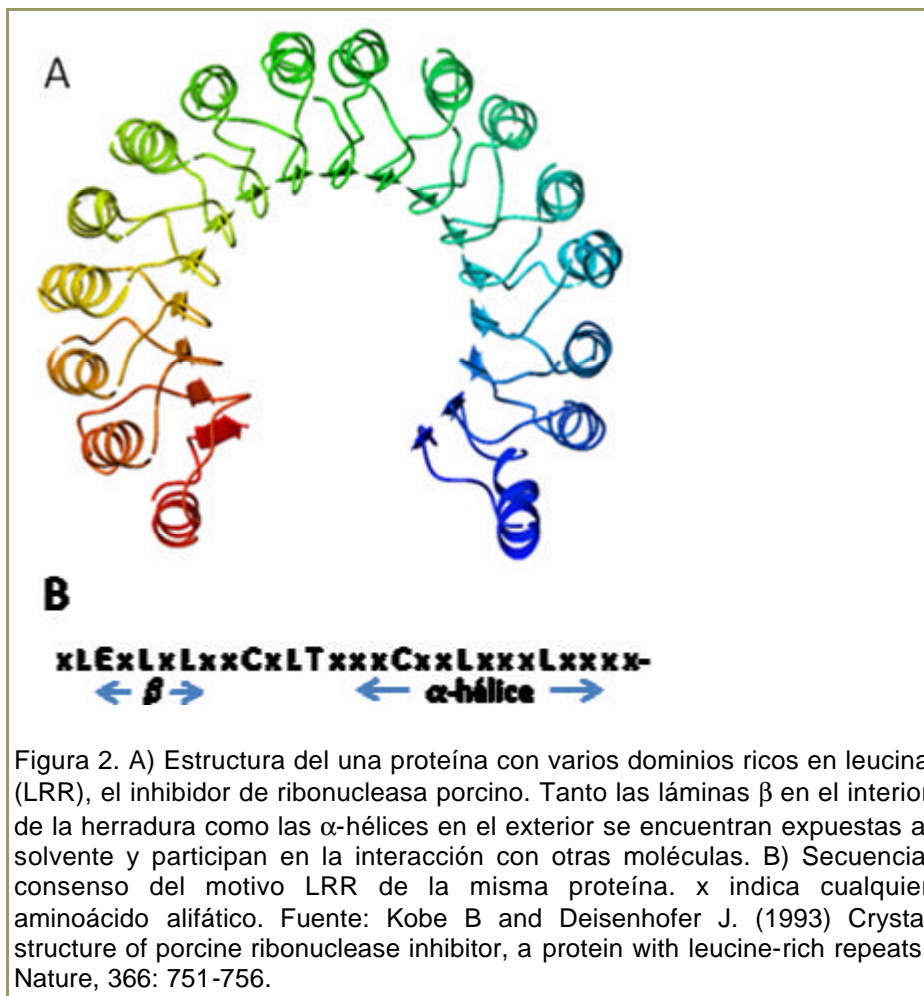 A
B
xLExLxLxxCxLTxxxCxxLxxxLxxxx-
β α-hélice
Figura 2. A) Estructura del una proteína con varios dominios ricos en leucina
(LRR), el inhibidor de ribonucleasa porcino. Tanto las láminas β en el interior
de la herradura como las α-hélices en el exterior se encuentran expuestas a
solvente y participan en la interacción con otras moléculas. B) Secuencia
consenso del motivo LRR de la misma proteína. x indica cualquier
aminoácido alifático. Fuente: Kobe B and Deisenhofer J. (1993) Crysta
structure of porcine ribonuclease inhibitor, a protein with leucine-rich repeats
Nature, 366: 751-756.